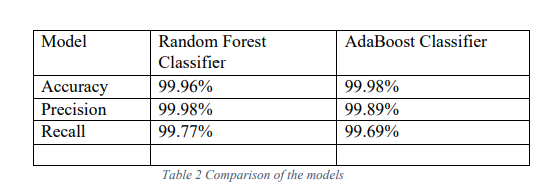 Model Random Forest Classifier AdaBoost Classifier
Accuracy 99.96% 99.98%
Precision 99.98% 99.89%
Recall 99.77% 99.69%
Table 2 Comparison of the models